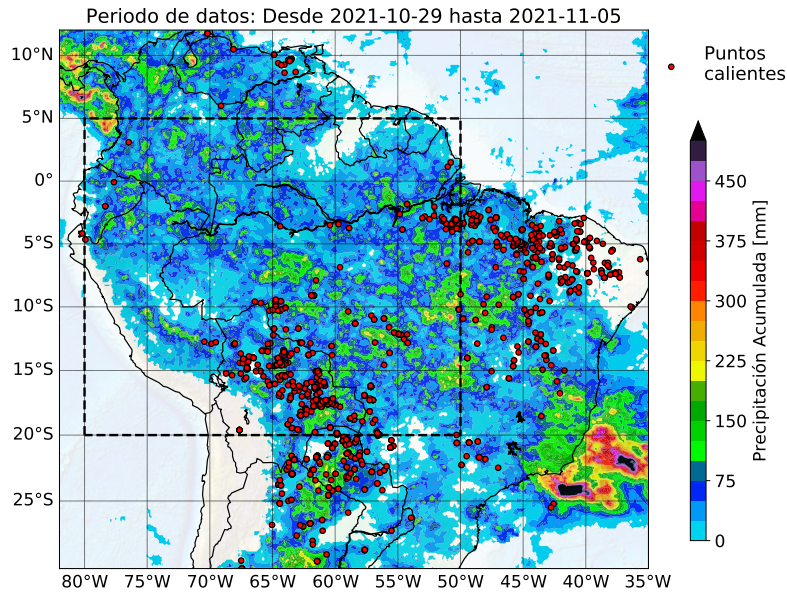 Periodo de datos: Desde 2021-10-29 hasta 2021-11-05
10°N
5°N
0°
5°S
10°S
15°S
20°S
25°S
80°W
75°W
70°W
65°W
60°W
55°W
50°W
45°W
40°W
35°W
Puntos
calientes
450
375
300
225
150
75
0
Precipitación Acumulada [mm]